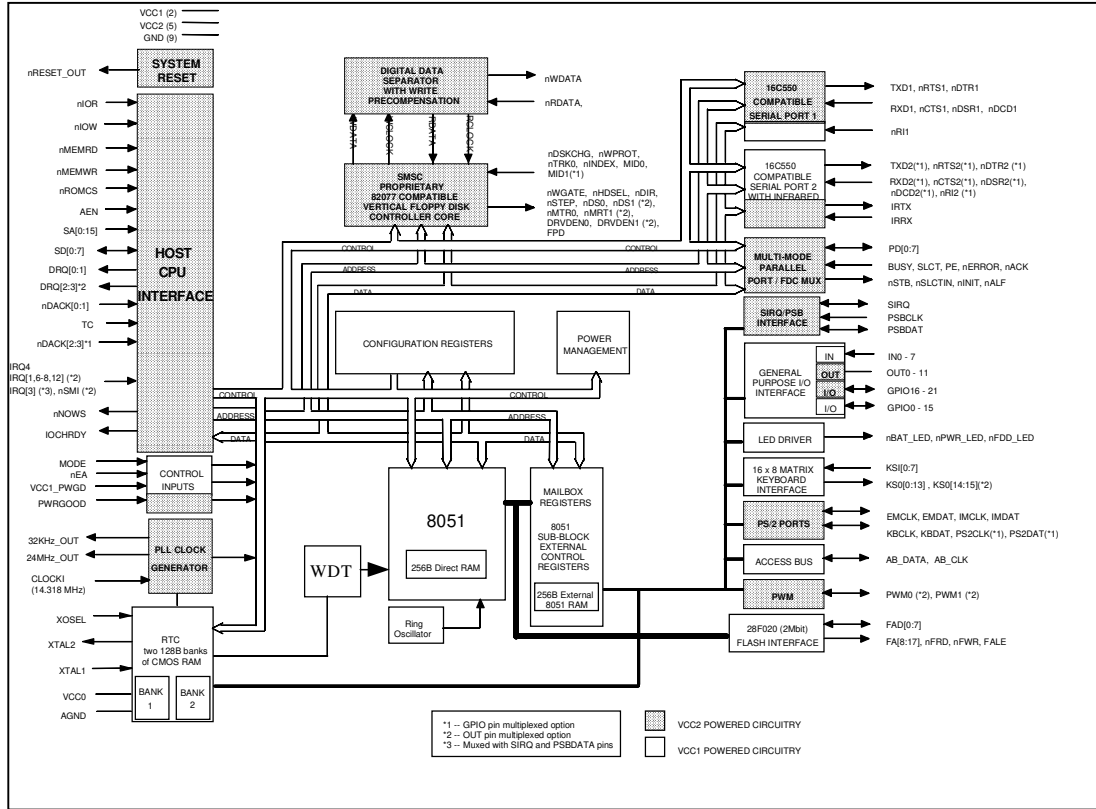 VCC1 (2)
VCC2 (5)
GND (9)
nRESET_OUT
SYSTEM
RESET
nIOR
nIOW
nMEMRD
nMEMWR
nROMCS
AEN
SA[0:15]
SD[0:7]
DRQ[0:1]
DRQ[2:3]*2
nDACK[0:1]
TC
nDACK[2:3]*1
IRQ4
IRQ[1,6-8,12] (*2)
IRQ[3] (*3), nSMI (*2)
nNOWS
IOCHRDY
HOST
CPU
INTERFACE
MODE
nEA
VCC1_PWGD
PWRGOOD
CONTROL
INPUTS
32KHz_OUT
24MHz_OUT
CLOCKI
(14.318 MHz)
PLL CLOCK
GENERATOR
XOSEL
XTAL2
XTAL1
VCC0
AGND
RTC
two 128B banks
of CMOS RAM
BANK
1
BANK
2
DIGITAL DATA
SEPARATOR
WITH WRITE
PRECOMPENSATION
nWDATA
nRDATA,
WDATA
WCLOCK
RDATA
RCLOCK
SMSC
PROPRIETARY
82077 COMPATIBLE
VERTICAL FLOPPY DISK
CONTROLLER CORE
nDSKCHG, nWPROT,
nTRK0, nINDEX, MID0,
MID1(*1)
nWGATE, nHDSEL, nDIR,
nSTEP, nDS0, nDS1 (*2),
nMTR0, nMRT1 (*2),
DRVDEN0, DRVDEN1 (*2),
FPD
CONTROL
ADDRESS
DATA
CONTROL
ADDRESS
DATA
CONFIGURATION REGISTERS
POWER
MANAGEMENT
CONTROL
ADDRESS
DATA
CONTROL
ADDRESS
DATA
8051
256B Direct RAM
WDT
Ring
Oscillator
MAILBOX
REGISTERS
8051
SUB-BLOCK
EXTERNAL
CONTROL
REGISTERS
256B External
8051 RAM
16C550
COMPATIBLE
SERIAL PORT 1
TXD1, nRTS1, nDTR1
RXD1, nCTS1, nDSR1, nDCD1
nRI1
16C550
COMPATIBLE
SERIAL PORT 2
WITH INFRARED
TXD2(*1), nRTS2(*1), nDTR2 (*1)
RXD2(*1), nCTS2(*1), nDSR2(*1),
nDCD2(*1), nRI2 (*1)
IRTX
IRRX
MULTI-MODE
PARALLEL
PORT / FDC MUX
PD[0:7]
BUSY, SLCT, PE, nERROR, nACK
nSTB, nSLCTIN, nINIT, nALF
SIRQ/PSB
INTERFACE
SIRQ
PSBCLK
PSBDAT
GENERAL
PURPOSE I/O
INTERFACE
IN
OUT
I/O
I/O
IN0 - 7
OUT0 - 11
GPIO16 - 21
GPIO0 - 15
LED DRIVER
nBAT_LED, nPWR_LED, nFDD_LED
16 x 8 MATRIX
KEYBOARD
INTERFACE
KSI[0:7]
KS0[0:13] , KS0[14:15](*2)
PS/2 PORTS
EMCLK, EMDAT, IMCLK, IMDAT
KBCLK, KBDAT, PS2CLK(*1), PS2DAT(*1)
ACCESS BUS
AB_DATA, AB_CLK
PWM
PWM0 (*2), PWM1 (*2)
28F020 (2Mbit)
FLASH INTERFACE
FAD[0:7]
FA[8:17], nFRD, nFWR, FALE
*1 -- GPIO pin multiplexed option
*2 -- OUT pin multiplexed option
*3 -- Muxed with SIRQ and PSBDATA pins
VCC2 POWERED CIRCUITRY
VCC1 POWERED CIRCUITRY